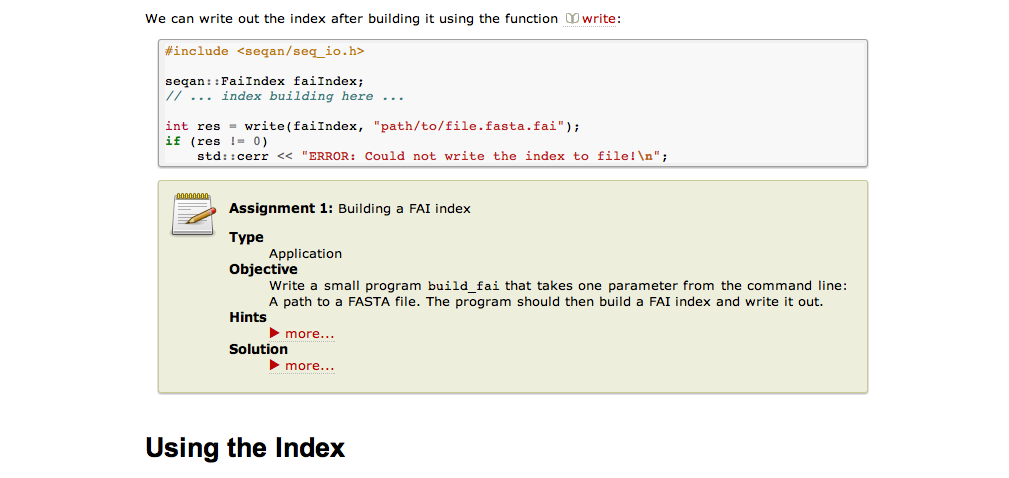 We can write out the index after building it using the function write:
#include <seqan/seq_io.h>
seqan::FaiIndex faiIndex;
// ... index building here ...
int res = write(faiIndex, "path/to/file.fasta.fai");
if (res != 0)
    std::cerr << "ERROR: Could not write the index to file!\n";
Assignment 1: Building a FAI index
Type
Application
Objective
Write a small program build_fai that takes one parameter from the command line:
A path to a FASTA file. The program should then build a FAI index and write it out.
Hints
▶ more...
Solution
▶ more...
Using the Index